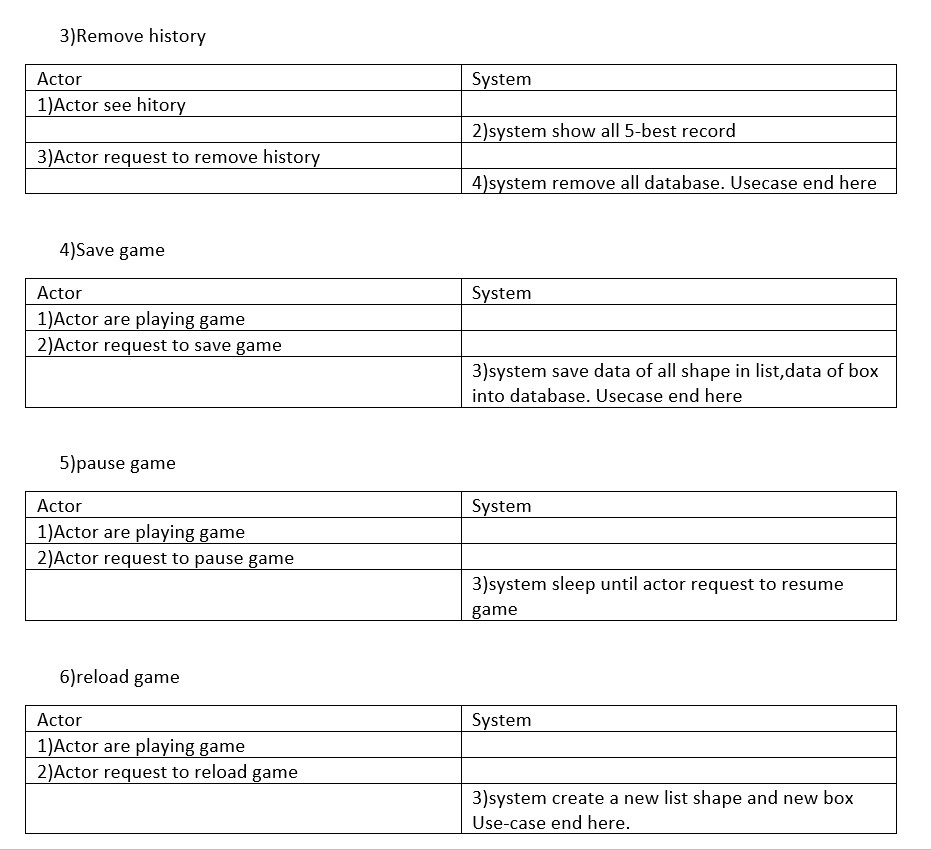 3)Remove history
Actor System
1)Actor see hitory
2)system show all 5-best record
3)Actor request to remove history
4)system remove all database. Usecase end here
4)Save game
Actor System
1)Actor are playing game
2)Actor request to save game
3)system save data of all shape in list,data of box
into database. Usecase end here
5)pause game
Actor System
1)Actor are playing game
2)Actor request to pause game
3)system sleep until actor request to resume
game
6)reload game
Actor System
1)Actor are playing game
2)Actor request to reload game
3)system create a new list shape and new box
Use-case end here.